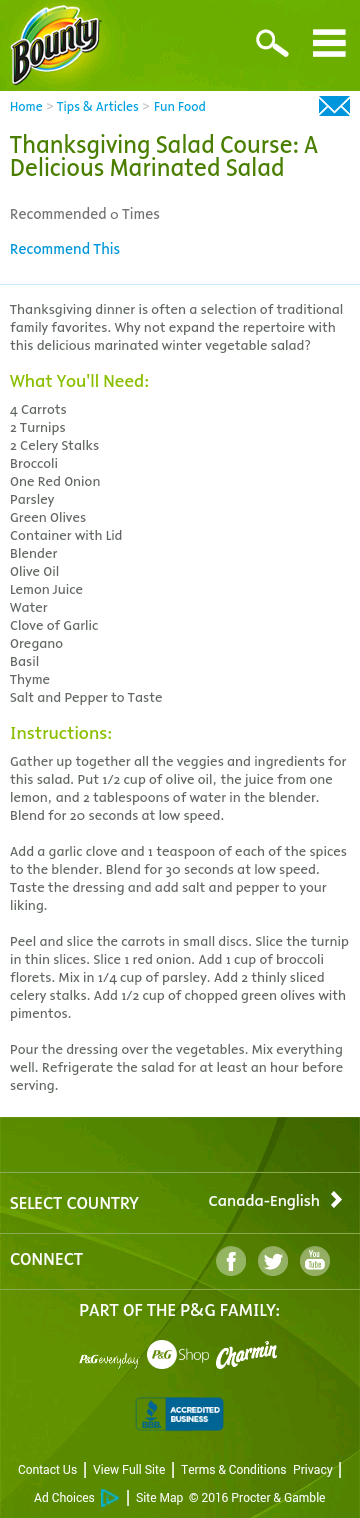 Bounty
Home > Tips & Articles > Fun Food
Thanksgiving Salad Course: A
Delicious Marinated Salad
Recommended 0 Times
Recommend This
Thanksgiving dinner is often a selection of traditional
family favorites. Why not expand the repertoire with
this delicious marinated winter vegetable salad?
What You'll Need:
4 Carrots
2 Turnips
2 Celery Stalks
Broccoli
One Red Onion
Parsley
Green Olives
Container with Lid
Blender
Olive Oil
Lemon Juice
Water
Clove of Garlic
Oregano
Basil
Thyme
Salt and Pepper to Taste
Instructions:
Gather up together all the veggies and ingredients for
this salad. Put 1/2 cup of olive oil, the juice from one
lemon, and 2 tablespoons of water in the blender.
Blend for 20 seconds at low speed.
Add a garlic clove and 1 teaspoon of each of the spices
to the blender. Blend for 30 seconds at low speed.
Taste the dressing and add salt and pepper to your
liking.
Peel and slice the carrots in small discs. Slice the turnip
in thin slices. Slice 1 red onion. Add 1 cup of broccoli
florets. Mix in 1/4 cup of parsley. Add 2 thinly sliced
celery stalks. Add 1/2 cup of chopped green olives with
pimentos.
Pour the dressing over the vegetables. Mix everything
well. Refrigerate the salad for at least an hour before
serving.
SELECT COUNTRY Canada-English
CONNECT f You Tube
PART OF THE P&G FAMILY:
P&G everyday P&G Shop Charmin
BBB ACCREDITED BUSINESS
Contact Us | View Full Site | Terms & Conditions Privacy |
Ad Choices | Site Map © 2016 Procter & Gamble